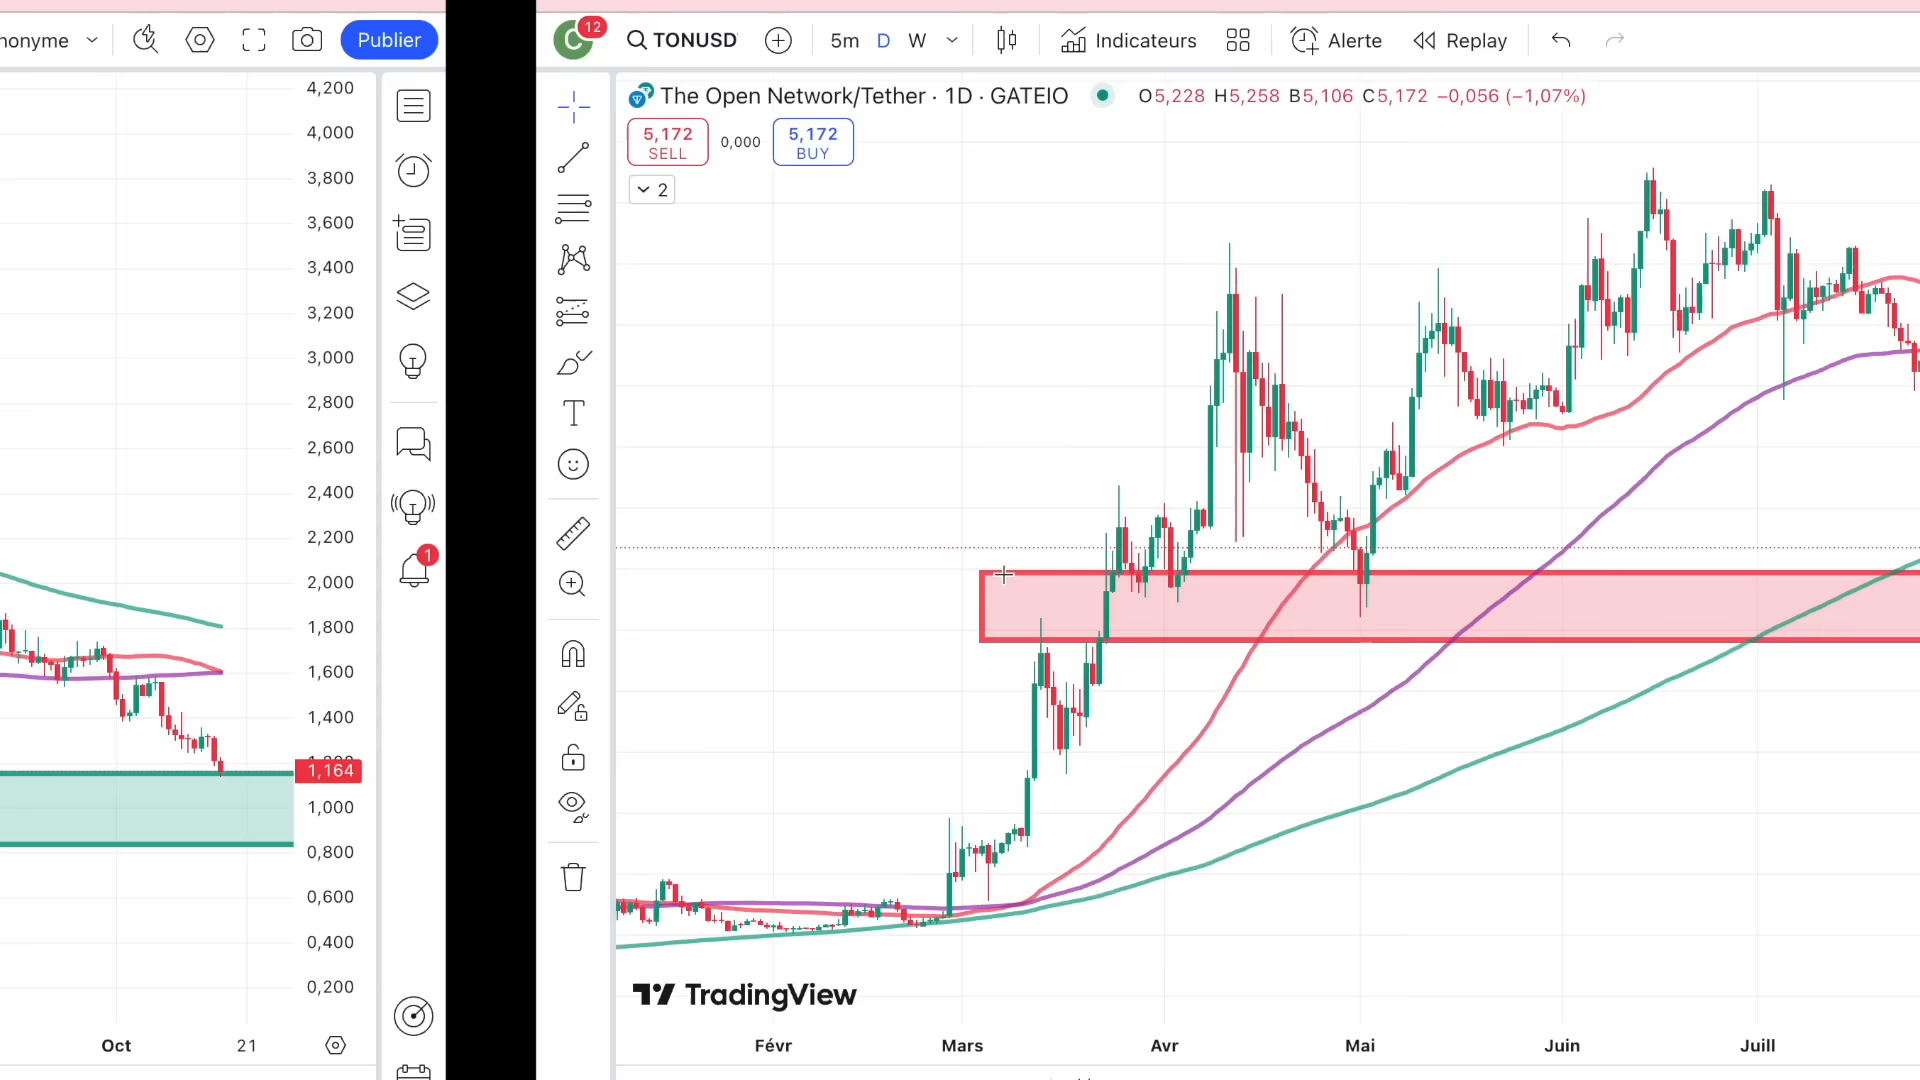 nonyme
Publier
4,200
4,000
3,800
3,600
3,400
3,200
3,000
2,800
2,600
2,400
2,200
2,000
1,800
1,600
1,400
1,164
1,000
0,800
0,600
0,400
0,200
Oct
21
1
C
12
TONUSD
5m
D
W
Indicateurs
Alerte
Replay
The Open Network/Tether · 1D · GATEIO
O5,228 H5,258 B5,106 C5,172 −0,056 (−1,07%)
5,172
SELL
0,000
5,172
BUY
2
TradingView
Févr
Mars
Avr
Mai
Juin
Juill